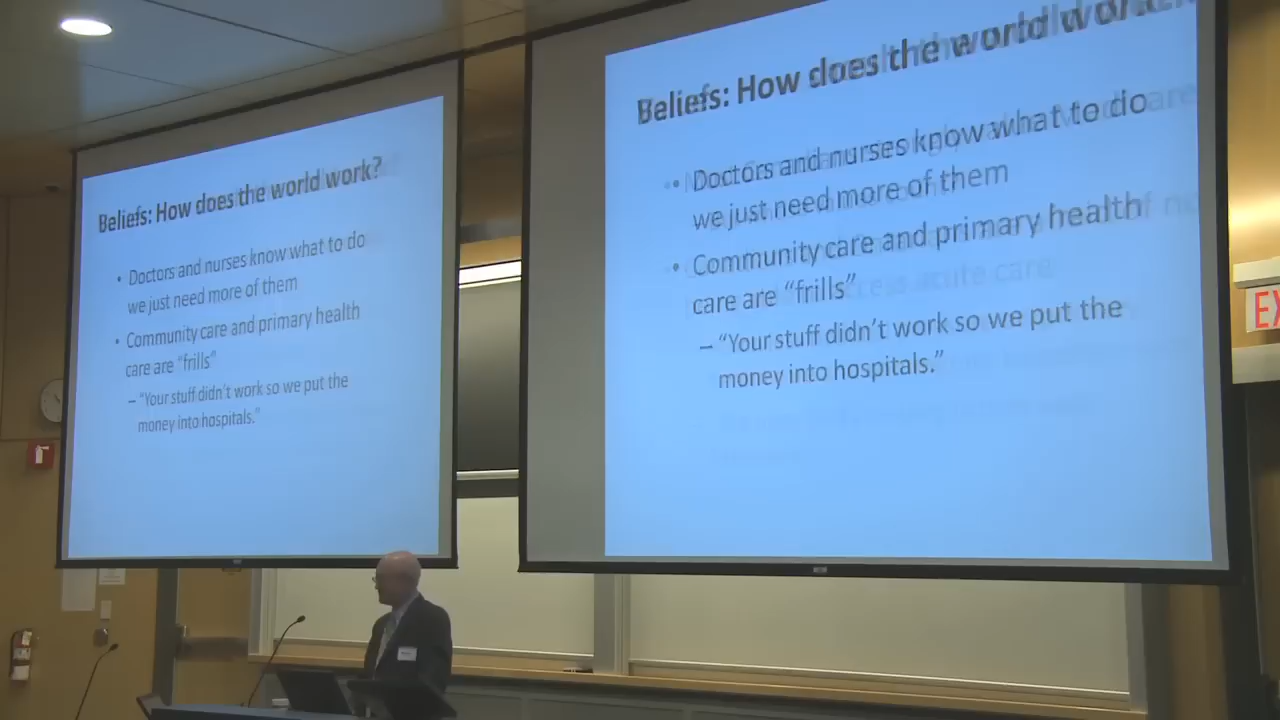 Beliefs: How does the world work?
• Doctors and nurses know what to do
we just need more of them
• Community care and primary health
care are "frills"
– "Your stuff didn't work so we put the
money into hospitals."
Beliefs: How does the world work
• Doctors and nurses know what to do
we just need more of them
• Community care and primary health
care are "frills"
– "Your stuff didn't work so we put the
money into hospitals."
EX